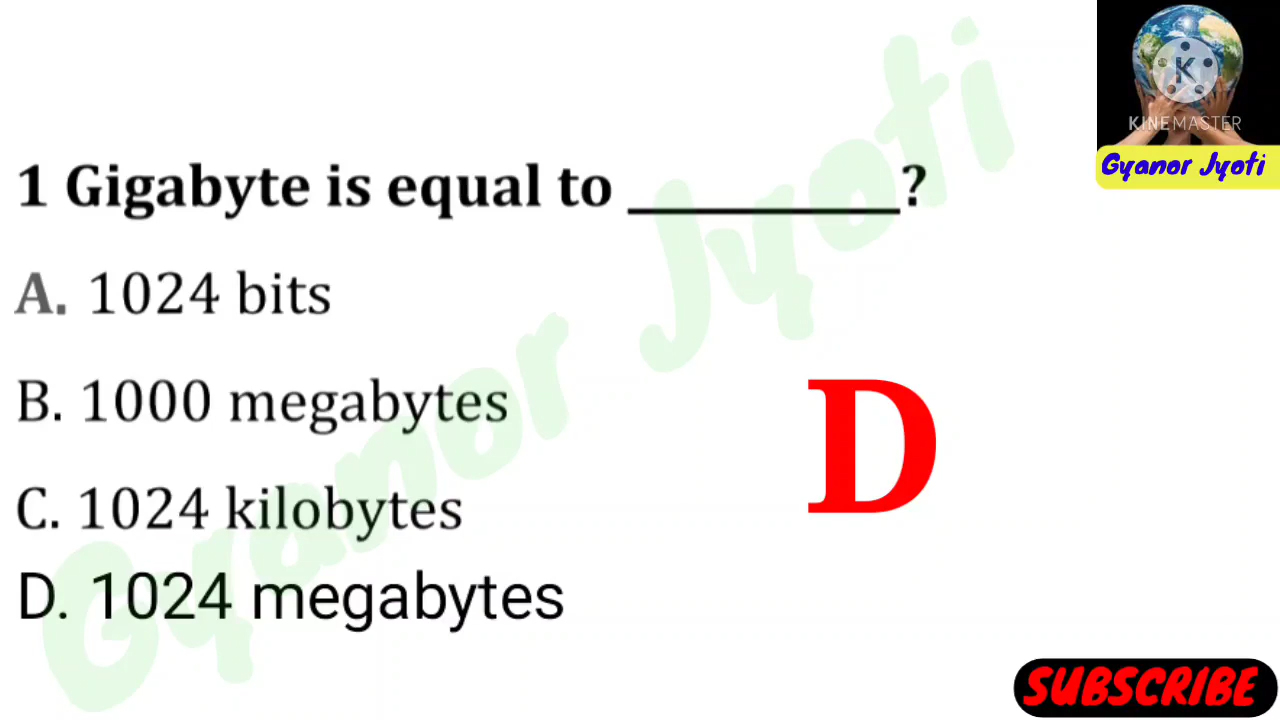 KINEMASTER
Gyanor Jyoti
1 Gigabyte is equal to __________?
A. 1024 bits
B. 1000 megabytes
C. 1024 kilobytes
D. 1024 megabytes
D
Gyanor Jyoti
SUBSCRIBE